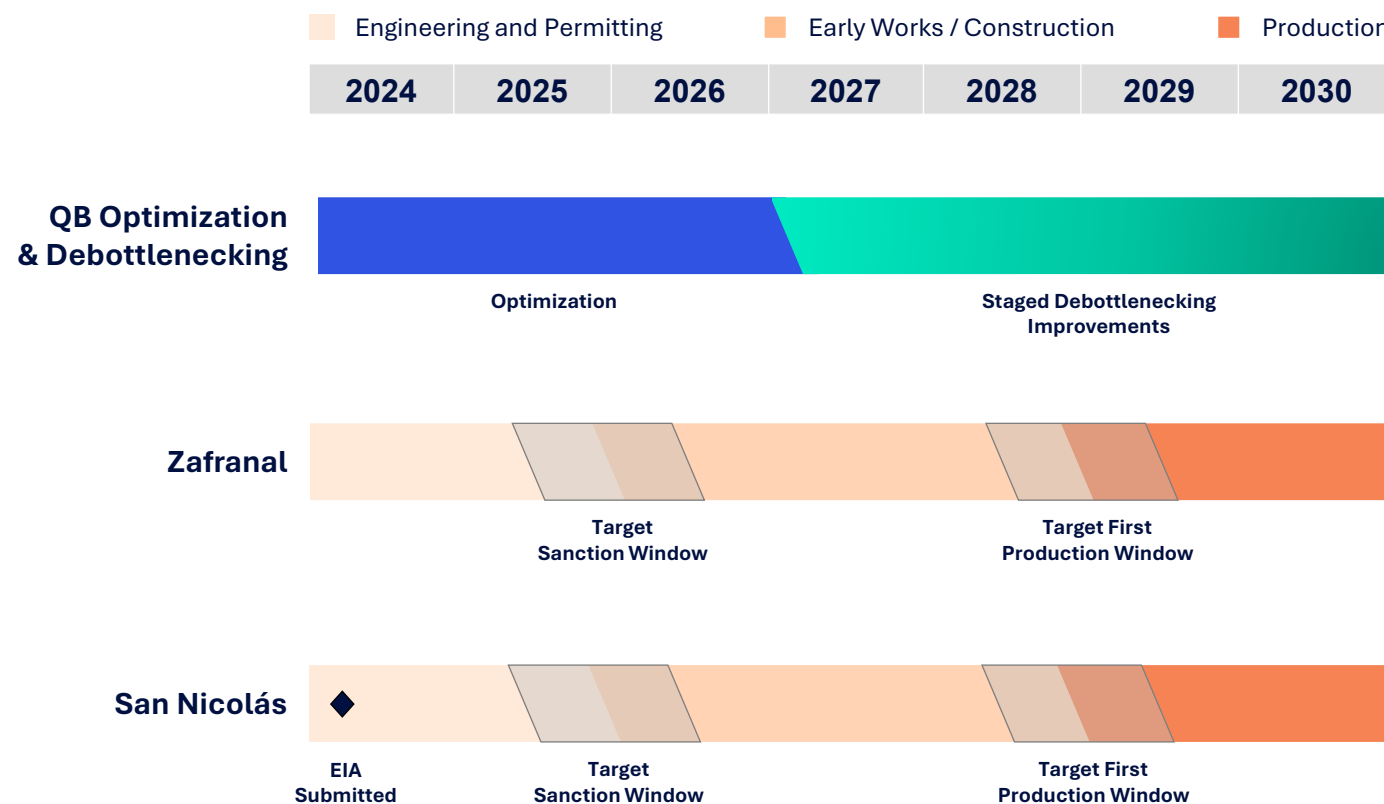 Engineering and Permitting
Early Works / Construction
Production
2024 2025 2026 2027 2028 2029 2030
QB Optimization
& Debottlenecking
Optimization
Staged Debottlenecking
Improvements
Zafranal
Target
Sanction Window
Target First
Production Window
San Nicolás
EIA
Submitted
Target
Sanction Window
Target First
Production Window